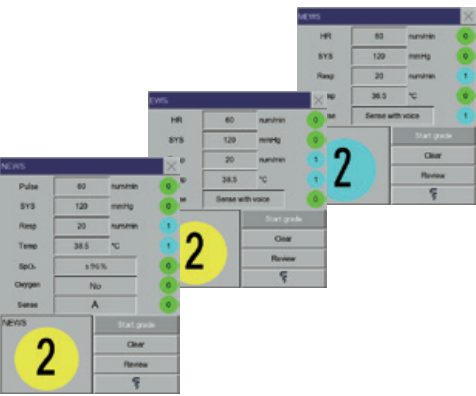 NEWS
HR 60 num/min 0
SYS 120 mmHg 0
Resp 20 num/min 1
36.5 °C 0
Sense with voice 1
2
Start grade
Clear
Review
HR 60 num/min 0
SYS 120 mmHg 0
20 num/min 1
38.5 °C 1
Sense with voice 0
2
Start grade
Clear
Review
NEWS
Pulse 60 num/min 0
SYS 120 mmHg 0
Resp 20 num/min 1
Temp 38.5 °C 1
SpO₂ ≥96% 0
Oxygen No 0
Sense A 0
NEWS
2
Start grade
Clear
Review